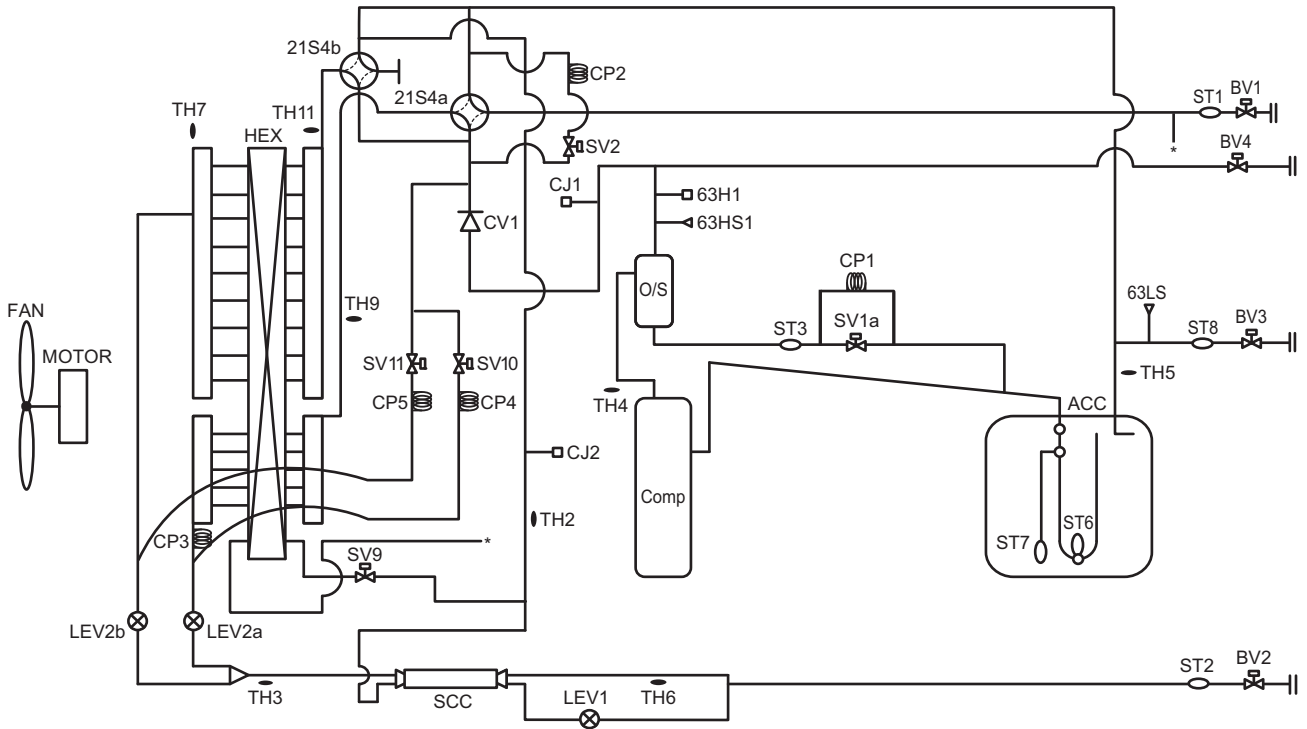 21S4b
CP2
TH7
21S4a
ST1
BV1
TH11
HEX
SV2
*
BV4
CJ1
63H1
CV1
63HS1
CP1
O/S
63LS
FAN
TH9
ST3
SV1a
ST8
BV3
MOTOR
SV11
SV10
TH5
CP5
CP4
TH4
ACC
CJ2
Comp
TH2
ST6
CP3
*
ST7
SV9
LEV2b
LEV2a
ST2
BV2
TH3
SCC
LEV1
TH6